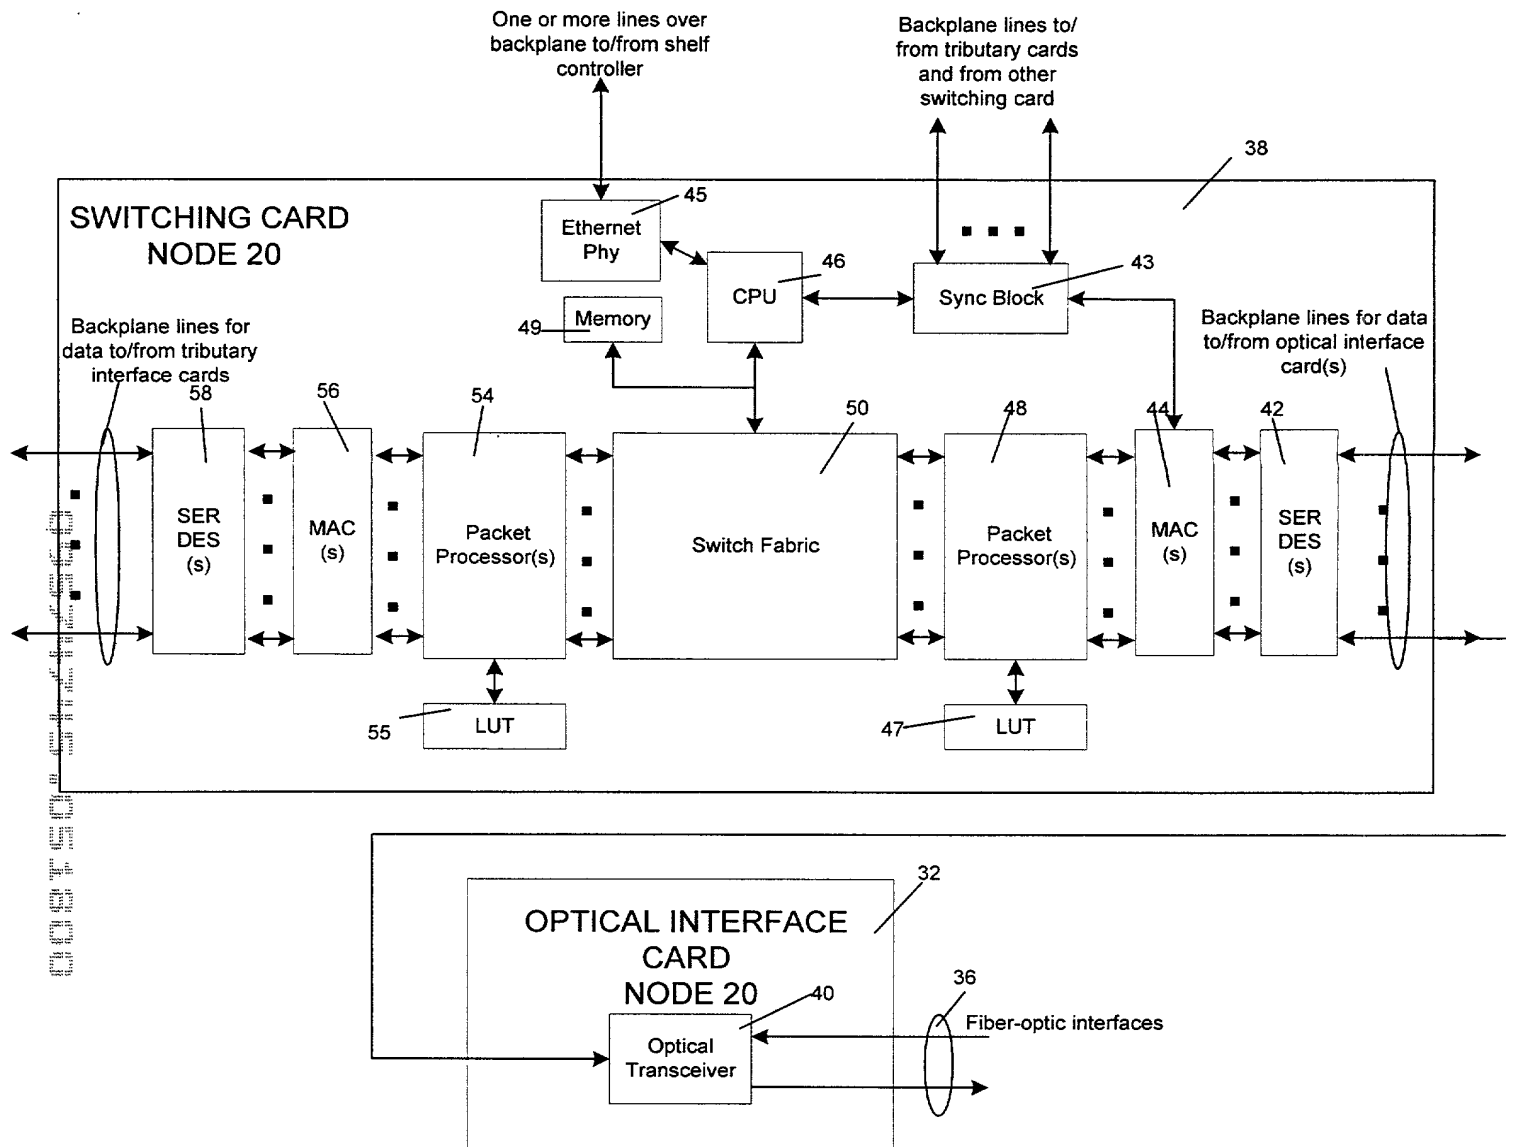 One or more lines over
backplane to/from shelf
controller
Backplane lines to/
from tributary cards
and from other
switching card
38
SWITCHING CARD
NODE 20
45
Ethernet
Phy
46
CPU
43
Sync Block
49
Memory
Backplane lines for
data to/from tributary
interface cards
Backplane lines for data
to/from optical interface
card(s)
58
56
54
50
48
44
42
SER
DES
(s)
MAC
(s)
Packet
Processor(s)
Switch Fabric
Packet
Processor(s)
MAC
(s)
SER
DES
(s)
55
LUT
47
LUT
32
OPTICAL INTERFACE
CARD
NODE 20
40
Optical
Transceiver
36
Fiber-optic interfaces